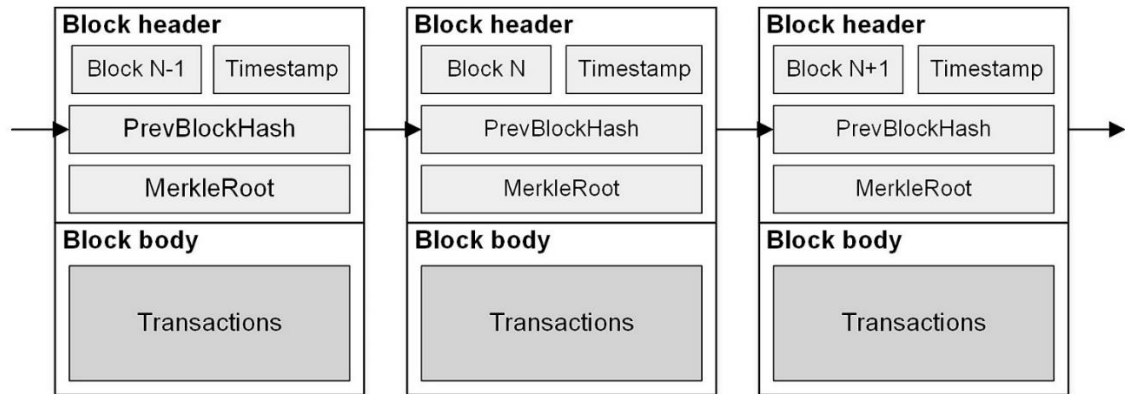 Block header
Block N-1 Timestamp
PrevBlockHash
MerkleRoot
Block body
Transactions
Block header
Block N Timestamp
PrevBlockHash
MerkleRoot
Block body
Transactions
Block header
Block N+1 Timestamp
PrevBlockHash
MerkleRoot
Block body
Transactions